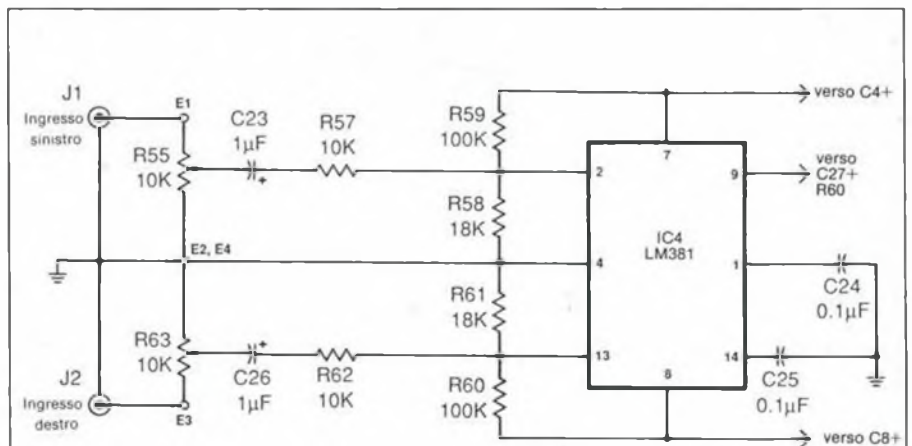 J1
Ingresso
sinistro
E1
R55
10K
C23
1µF
+
R57
10K
R59
100K
verso C4+
7
2
9
verso
C27+
R60
R58
18K
IC4
LM381
E2, E4
4
1
C24
0.1µF
R61
18K
R63
10K
+
C26
1µF
R62
10K
13
14
C25
0.1µF
R60
100K
8
J2
Ingresso
destro
E3
verso C8+